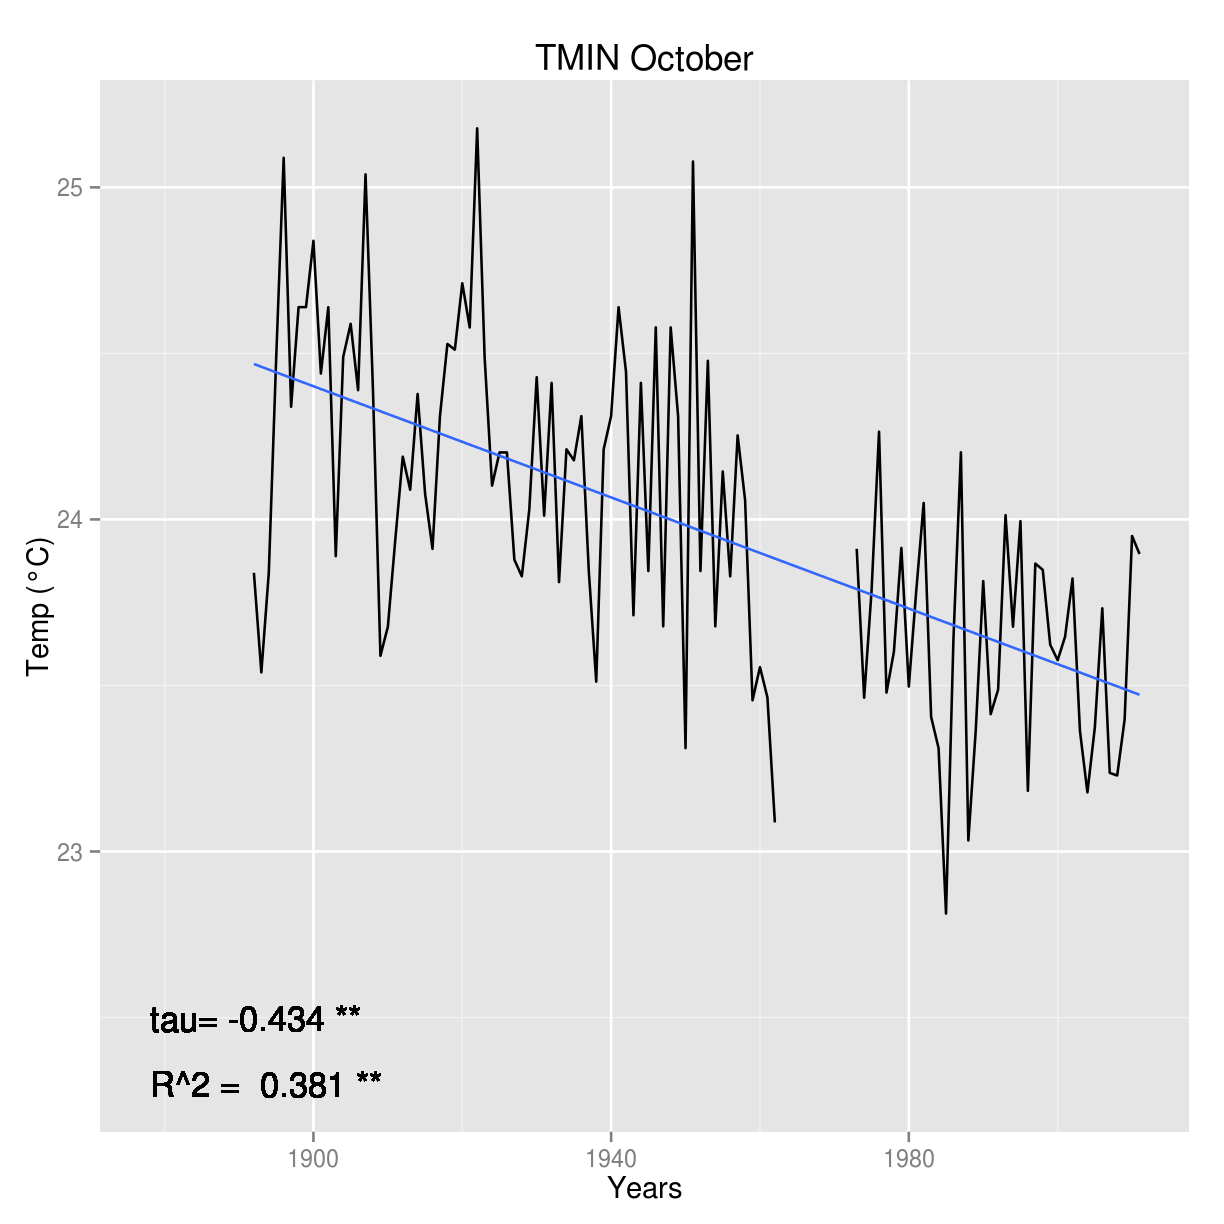 TMIN October
25
24
23
Temp (°C)
tau= -0.434 **
R^2 = 0.381 **
1900 1940 1980
Years